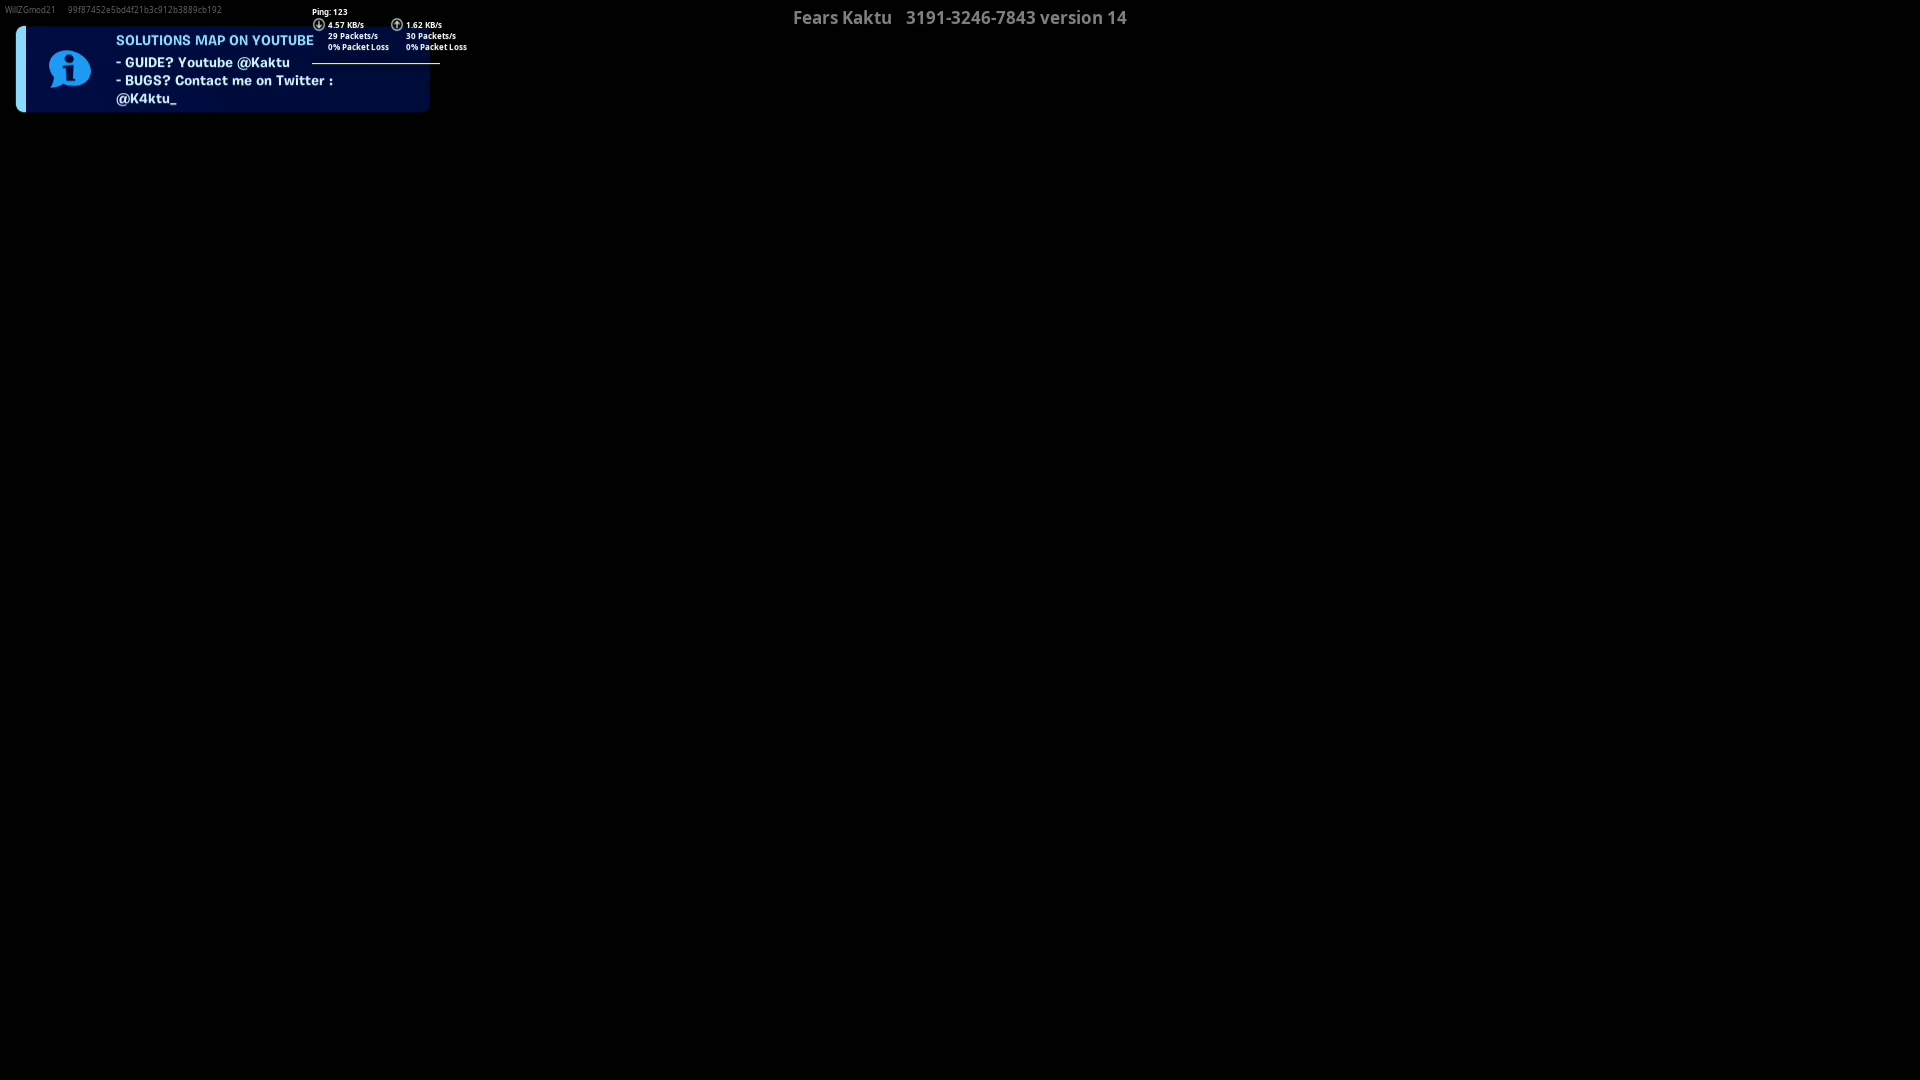 WillZGmod21 99f87452e5bd4f21b3c912b3889cb192
Fears Kaktu 3191-3246-7843 version 14
Ping: 123
4.57 KB/s 1.62 KB/s
29 Packets/s 30 Packets/s
0% Packet Loss 0% Packet Loss
SOLUTIONS MAP ON YOUTUBE
- GUIDE? Youtube @Kaktu
- BUGS? Contact me on Twitter :
@K4ktu_